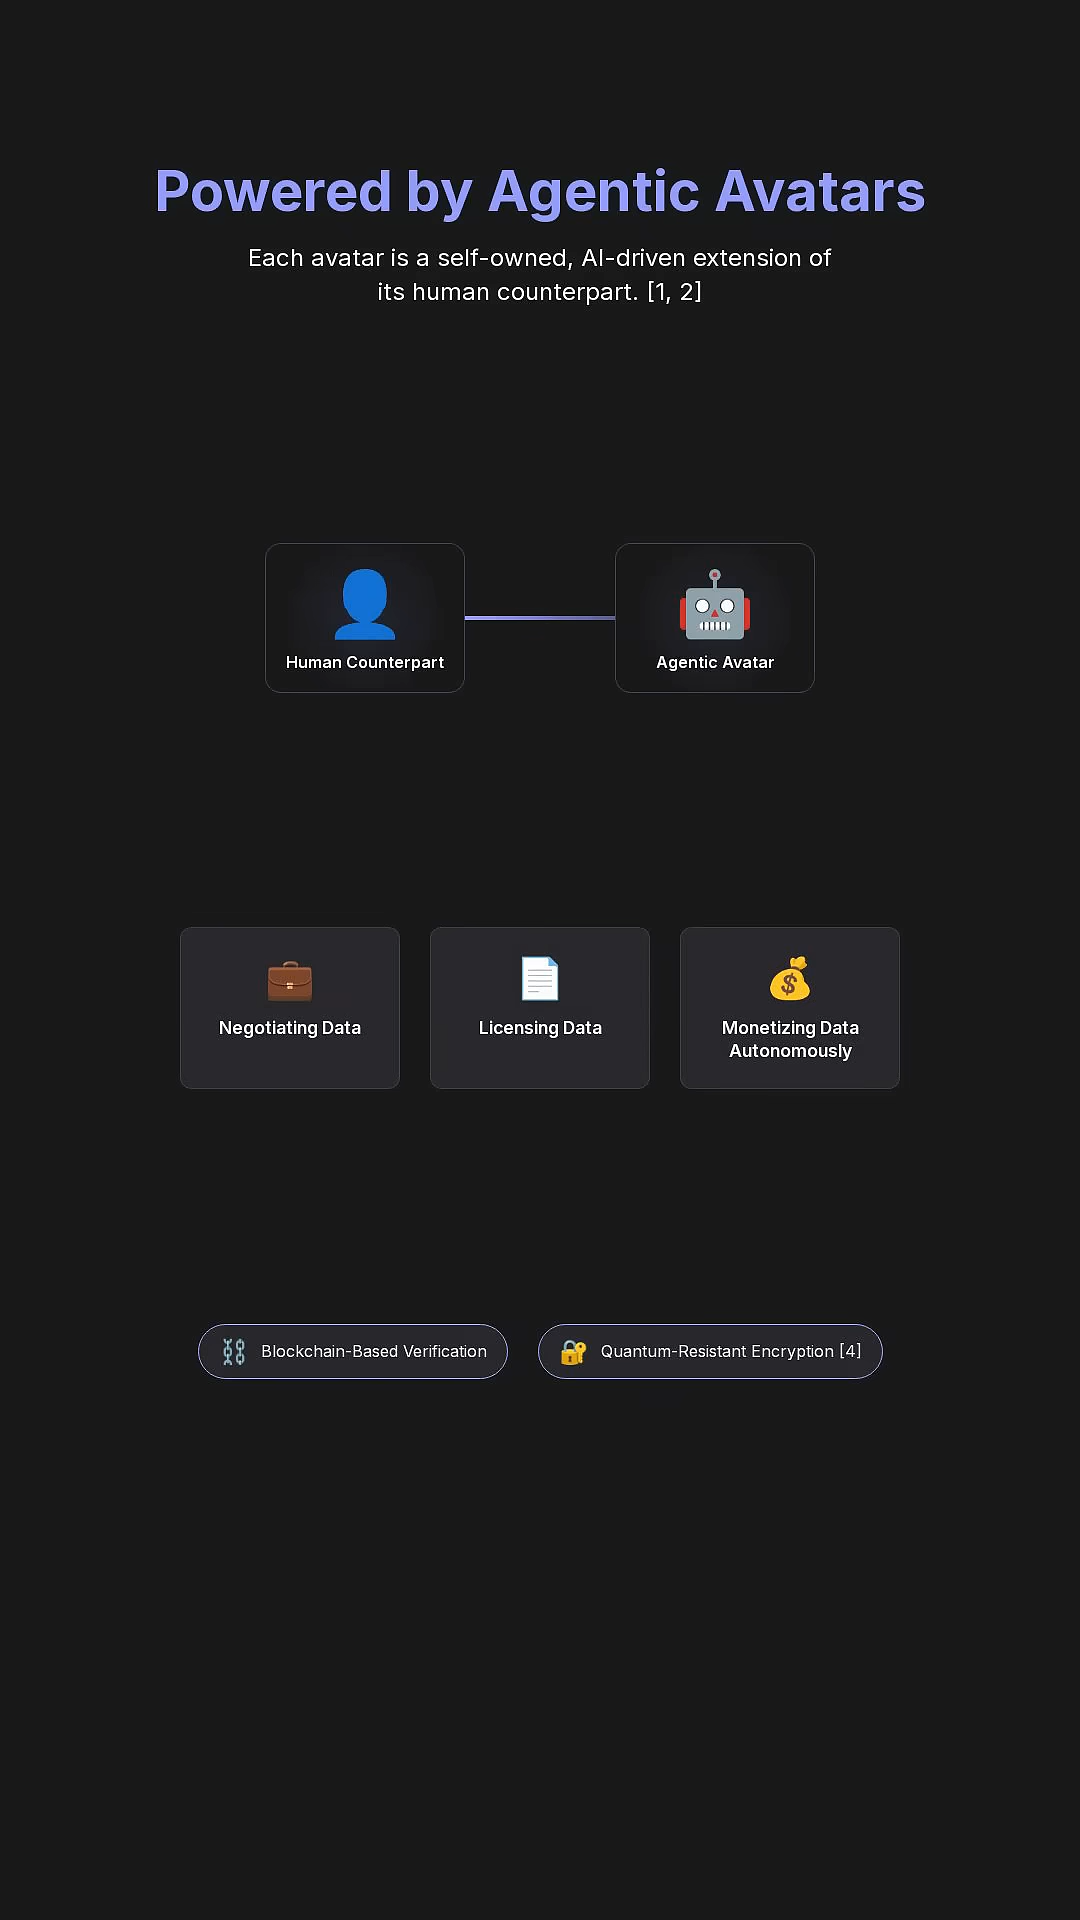 Powered by Agentic Avatars
Each avatar is a self-owned, AI-driven extension of
its human counterpart. [1, 2]
Human Counterpart
Agentic Avatar
Negotiating Data
Licensing Data
Monetizing Data
Autonomously
Blockchain-Based Verification
Quantum-Resistant Encryption [4]